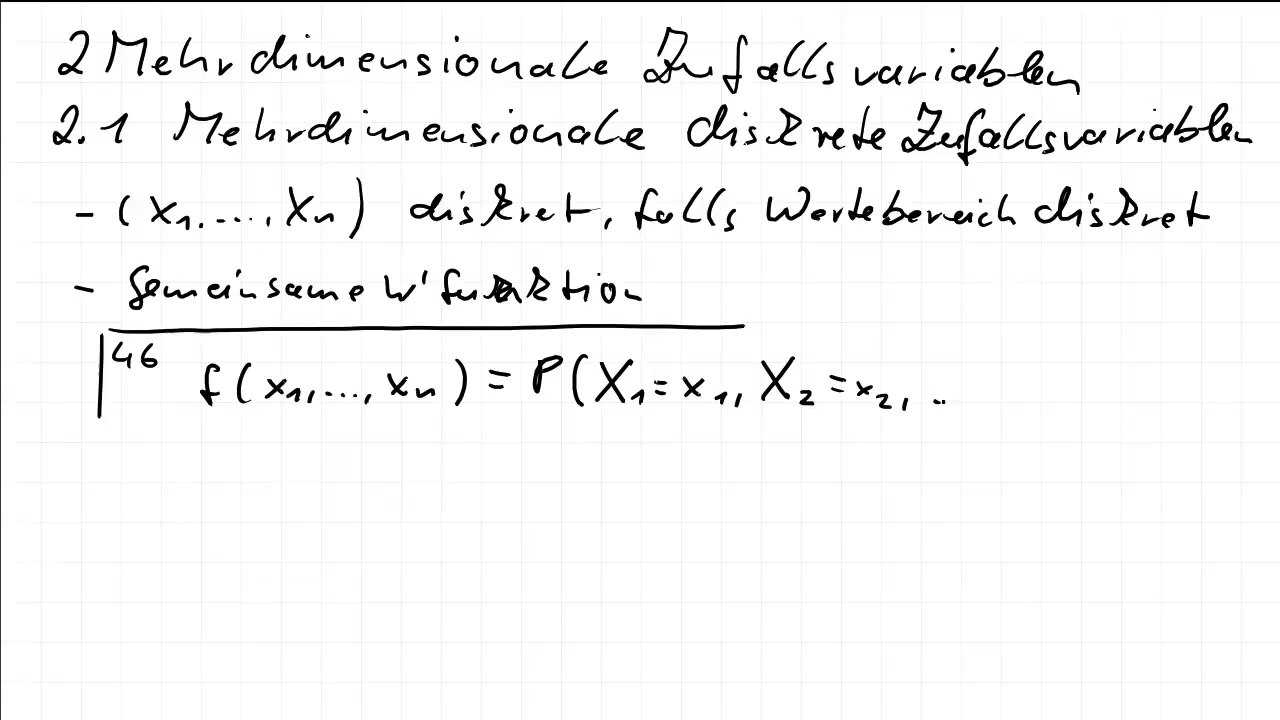 2 Mehrdimensionale Zufallsvariablen
2.1 Mehrdimensionale diskrete Zufallsvariablen
- (X₁, ..., Xₙ) diskret, falls Wertebereich diskret
- gemeinsame W'funktion
46 f(x₁, ..., xₙ) = P(X₁ = x₁, X₂ = x₂, ..